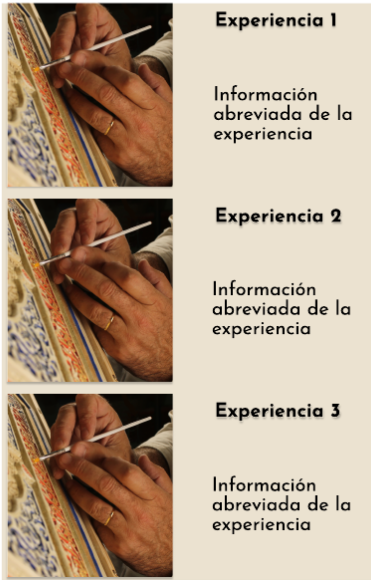 Experiencia 1
Información
abreviada de la
experiencia
Experiencia 2
Información
abreviada de la
experiencia
Experiencia 3
Información
abreviada de la
experiencia